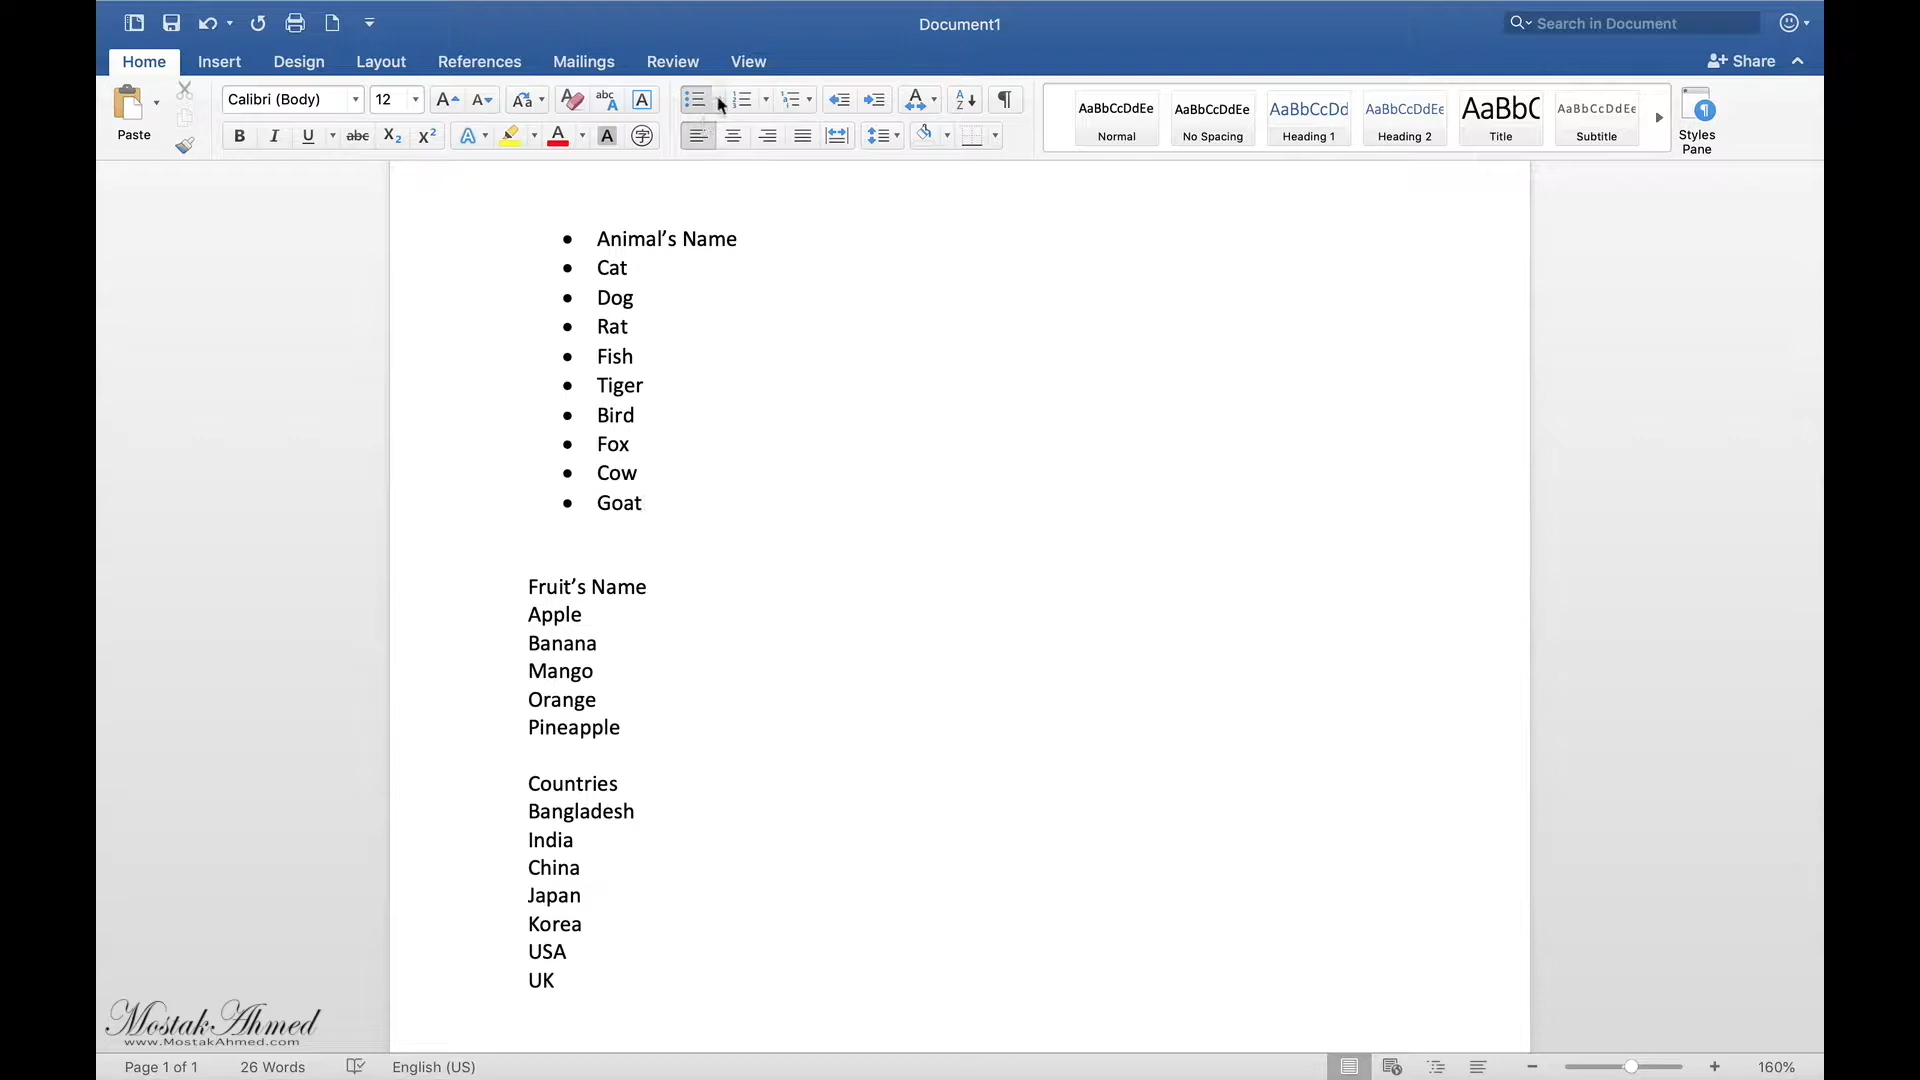 Document1
Search in Document
Home Insert Design Layout References Mailings Review View
Share
Paste
Calibri (Body) 12
AaBbCcDdEe AaBbCcDdEe AaBbCcDd AaBbCcDdEe AaBbC AaBbCcDdEe
Normal No Spacing Heading 1 Heading 2 Title Subtitle
Styles
Pane
• Animal’s Name
• Cat
• Dog
• Rat
• Fish
• Tiger
• Bird
• Fox
• Cow
• Goat
Fruit’s Name
Apple
Banana
Mango
Orange
Pineapple
Countries
Bangladesh
India
China
Japan
Korea
USA
UK
Mostak Ahmed
www.MostakAhmed.com
Page 1 of 1 26 Words English (US) 160%